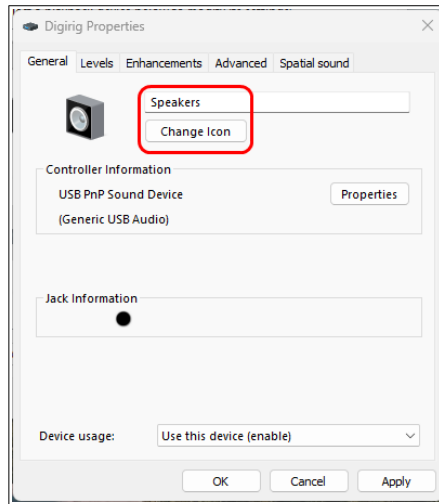 Digirig Properties
General Levels Enhancements Advanced Spatial sound
Speakers
Change Icon
Controller Information
USB PnP Sound Device
Properties
(Generic USB Audio)
Jack Information
Device usage:
Use this device (enable)
OK Cancel Apply